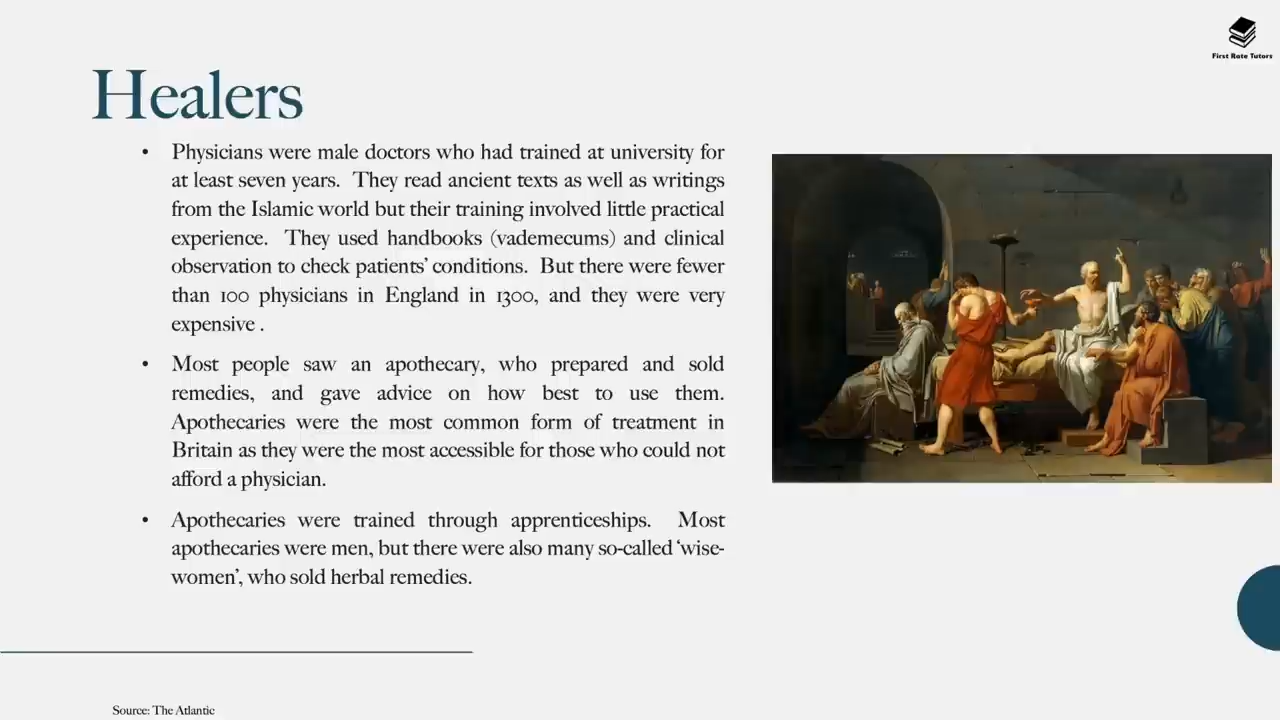 First Rate Tutors
Healers
• Physicians were male doctors who had trained at university for
at least seven years.  They read ancient texts as well as writings
from the Islamic world but their training involved little practical
experience.  They used handbooks (vademecums) and clinical
observation to check patients’ conditions.  But there were fewer
than 100 physicians in England in 1300, and they were very
expensive .
• Most people saw an apothecary, who prepared and sold
remedies, and gave advice on how best to use them.
Apothecaries were the most common form of treatment in
Britain as they were the most accessible for those who could not
afford a physician.
• Apothecaries were trained through apprenticeships.  Most
apothecaries were men, but there were also many so-called ‘wise-
women’, who sold herbal remedies.
Source: The Atlantic